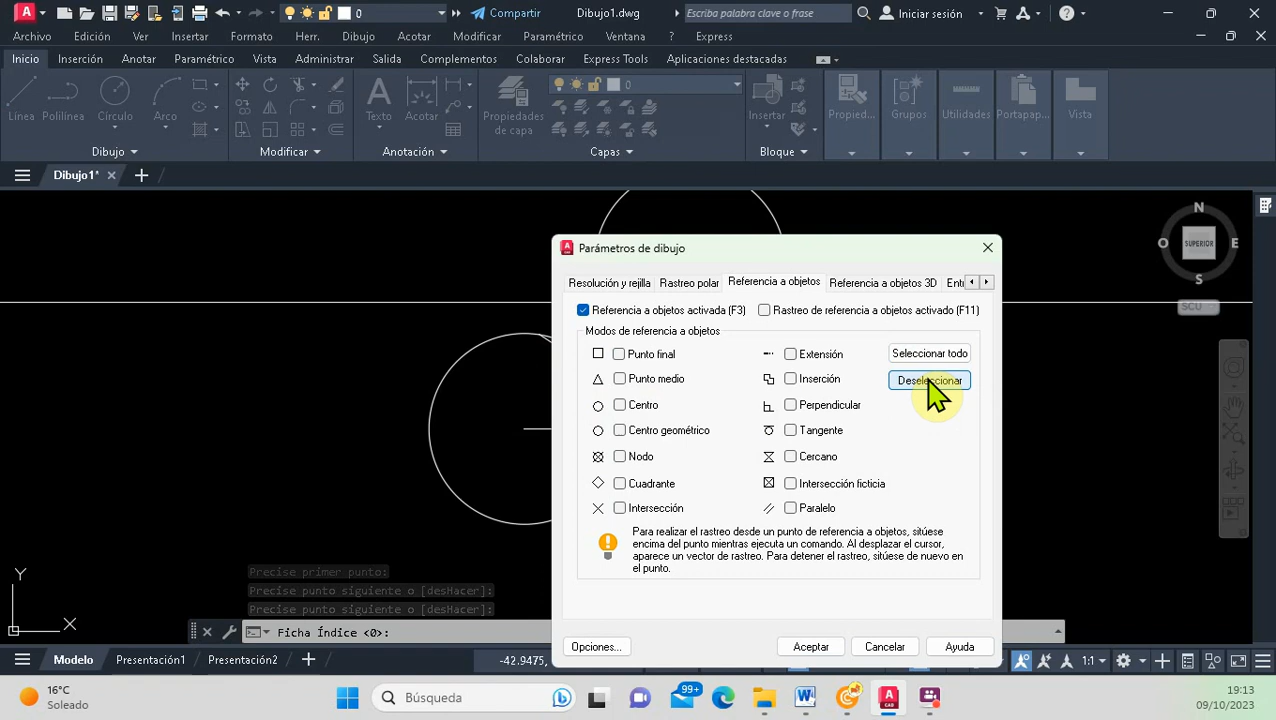 0 Compartir Dibujo1.dwg Escriba palabra clave o frase Iniciar sesión ?
Archivo Edición Ver Insertar Formato Herr. Dibujo Acotar Modificar Paramétrico Ventana ? Express
Inicio Inserción Anotar Paramétrico Vista Administrar Salida Complementos Colaborar Express Tools Aplicaciones destacadas
0
Línea Polilínea Círculo Arco Texto Acotar Propiedades de capa Insertar Propied... Grupos Utilidades Portapap... Vista
Dibujo Modificar Anotación Capas Bloque
Dibujo1*
N
O SUPERIOR E
S
SCU
Parámetros de dibujo
Resolución y rejilla Rastreo polar Referencia a objetos Referencia a objetos 3D Entr
Referencia a objetos activada (F3) Rastreo de referencia a objetos activado (F11)
Modos de referencia a objetos
Punto final Extensión Seleccionar todo
Punto medio Inserción Deseleccionar
Centro Perpendicular
Centro geométrico Tangente
Nodo Cercano
Cuadrante Intersección ficticia
Intersección Paralelo
Para realizar el rastreo desde un punto de referencia a objetos, sitúese
encima del punto mientras ejecuta un comando. Al desplazar el cursor,
aparece un vector de rastreo. Para detener el rastreo, sitúese de nuevo en
el punto.
Opciones... Aceptar Cancelar Ayuda
Y
X
Precise primer punto:
Precise punto siguiente o [desHacer]:
Precise punto siguiente o [desHacer]:
Ficha Índice <0>:
Modelo Presentación1 Presentación2 -42.9475, 1:1
16°C
Soleado
Búsqueda
99+
19:13
09/10/2023